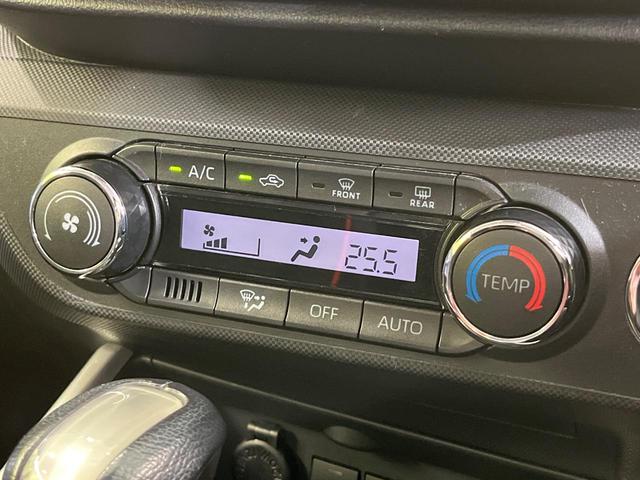 A/C
FRONT
REAR
25.5
TEMP
OFF
AUTO